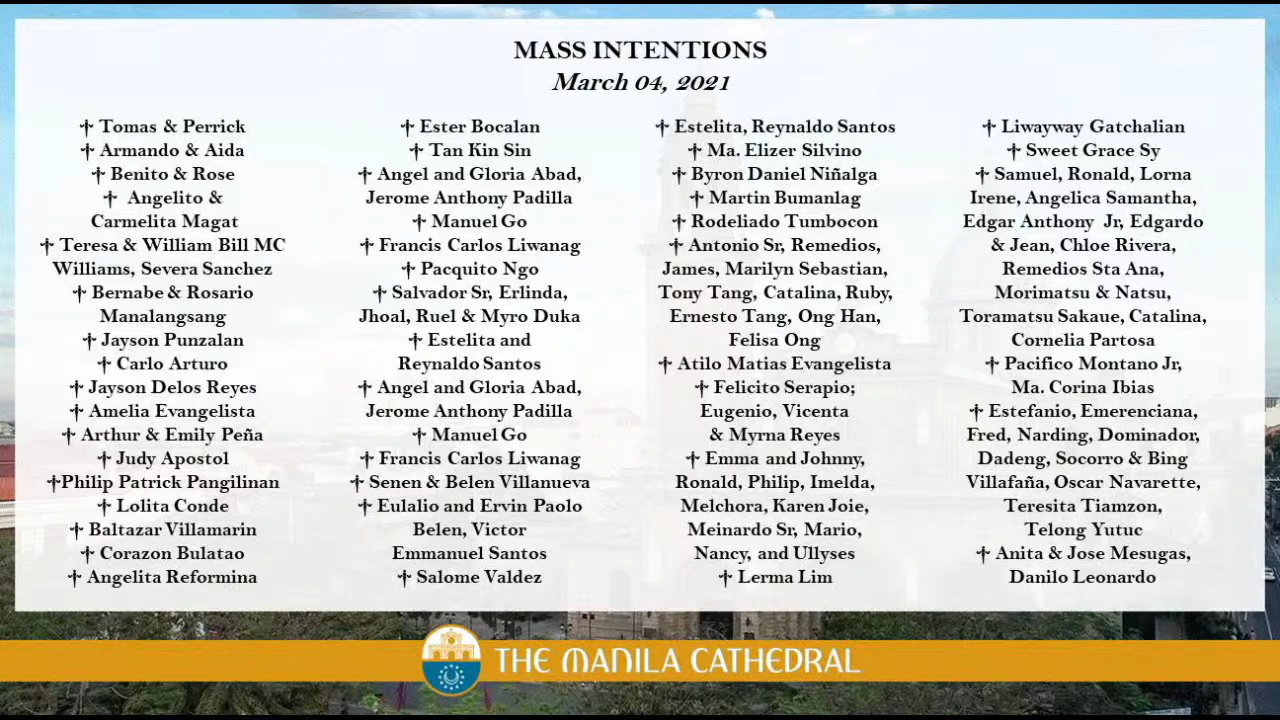 MASS INTENTIONS
March 04, 2021
✝ Tomas & Perrick
✝ Armando & Aida
✝ Benito & Rose
✝ Angelito &
Carmelita Magat
✝ Teresa & William Bill MC
Williams, Severa Sanchez
✝ Bernabe & Rosario
Manalangsang
✝ Jayson Punzalan
✝ Carlo Arturo
✝ Jayson Delos Reyes
✝ Amelia Evangelista
✝ Arthur & Emily Peña
✝ Judy Apostol
✝Philip Patrick Pangilinan
✝ Lolita Conde
✝ Baltazar Villamarin
✝ Corazon Bulatao
✝ Angelita Reformina
✝ Ester Bocalan
✝ Tan Kin Sin
✝ Angel and Gloria Abad,
Jerome Anthony Padilla
✝ Manuel Go
✝ Francis Carlos Liwanag
✝ Pacquito Ngo
✝ Salvador Sr, Erlinda,
Jhoal, Ruel & Myro Duka
✝ Estelita and
Reynaldo Santos
✝ Angel and Gloria Abad,
Jerome Anthony Padilla
✝ Manuel Go
✝ Francis Carlos Liwanag
✝ Senen & Belen Villanueva
✝ Eulalio and Ervin Paolo
Belen, Victor
Emmanuel Santos
✝ Salome Valdez
✝ Estelita, Reynaldo Santos
✝ Ma. Elizer Silvino
✝ Byron Daniel Niñalga
✝ Martin Bumanlag
✝ Rodeliado Tumbocon
✝ Antonio Sr, Remedios,
James, Marilyn Sebastian,
Tony Tang, Catalina, Ruby,
Ernesto Tang, Ong Han,
Felisa Ong
✝ Atilo Matias Evangelista
✝ Felicito Serapio;
Eugenio, Vicenta
& Myrna Reyes
✝ Emma and Johnny,
Ronald, Philip, Imelda,
Melchora, Karen Joie,
Meinardo Sr, Mario,
Nancy, and Ullyses
✝ Lerma Lim
✝ Liwayway Gatchalian
✝ Sweet Grace Sy
✝ Samuel, Ronald, Lorna
Irene, Angelica Samantha,
Edgar Anthony Jr, Edgardo
& Jean, Chloe Rivera,
Remedios Sta Ana,
Morimatsu & Natsu,
Toramatsu Sakaue, Catalina,
Cornelia Partosa
✝ Pacifico Montano Jr,
Ma. Corina Ibias
✝ Estefanio, Emerenciana,
Fred, Narding, Dominador,
Dadeng, Socorro & Bing
Villafaña, Oscar Navarette,
Teresita Tiamzon,
Telong Yutuc
✝ Anita & Jose Mesugas,
Danilo Leonardo
THE MANILA CATHEDRAL